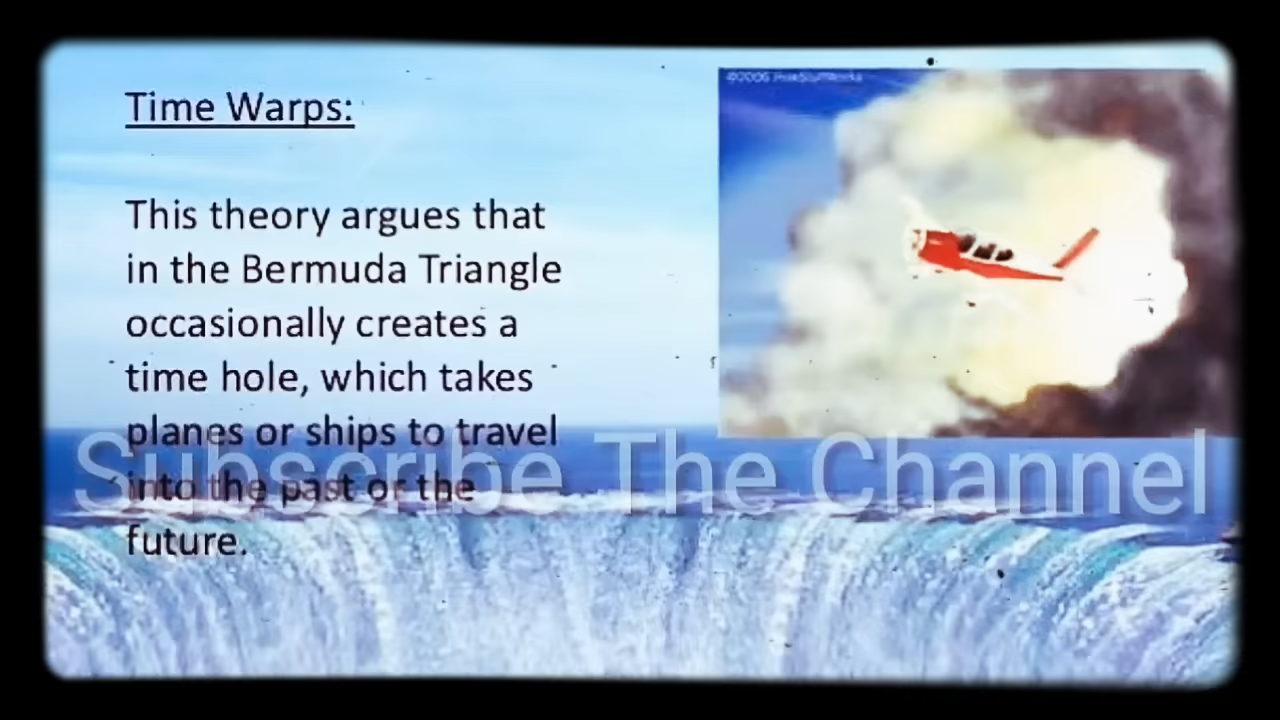 Time Warps:
This theory argues that
in the Bermuda Triangle
occasionally creates a
time hole, which takes
planes or ships to travel
into the past or the
future.
Subscribe The Channel
©2006